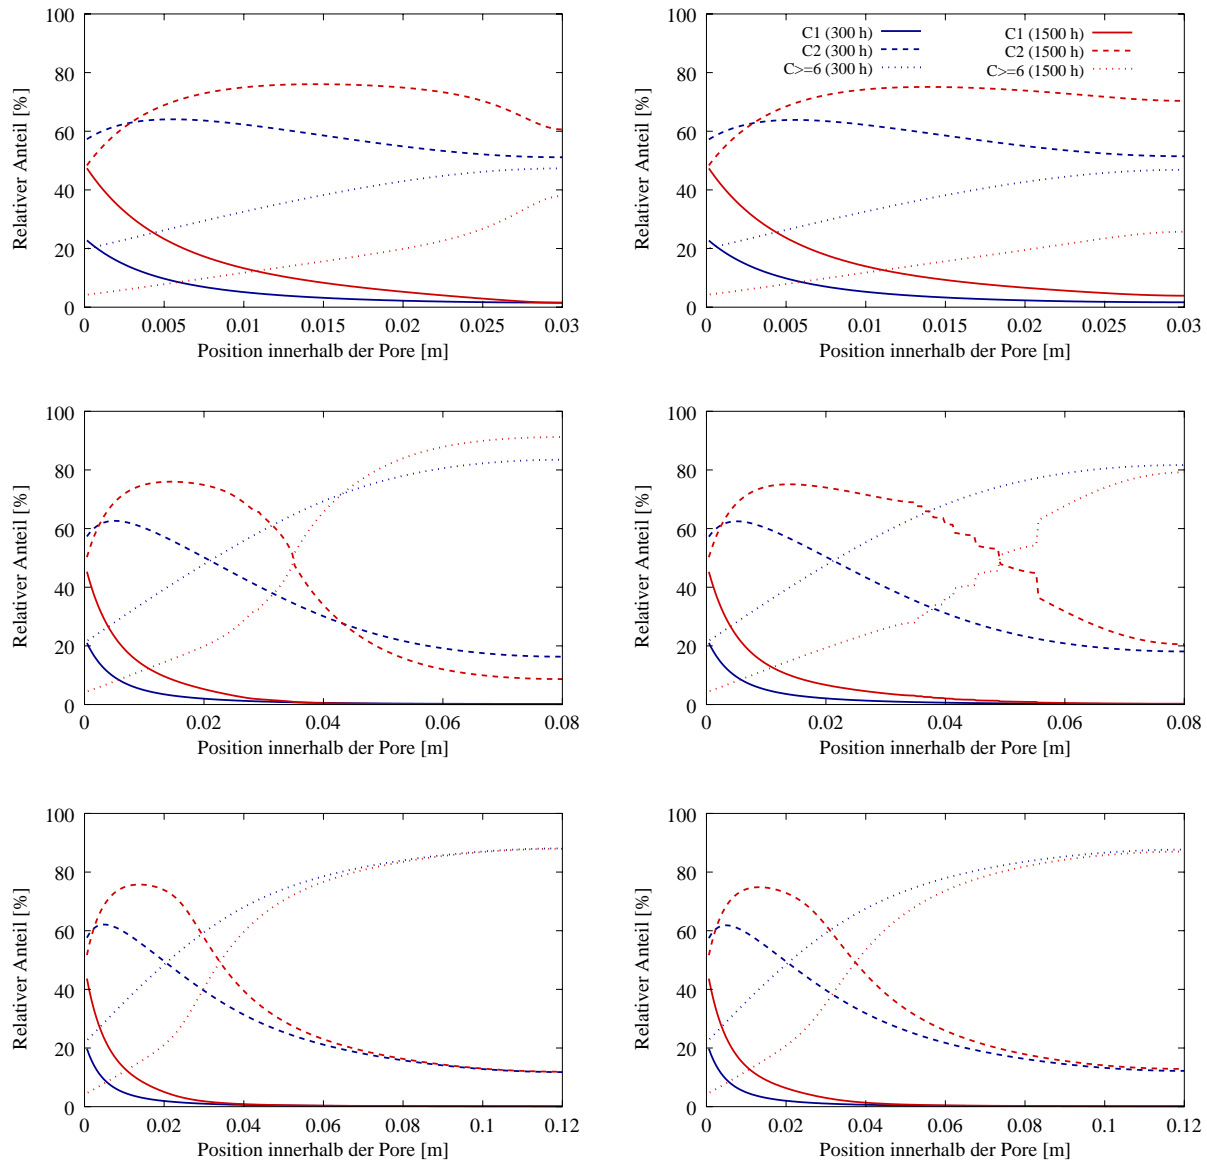 100
80
60
40
20
0
Relativer Anteil [%]
0 0.005 0.01 0.015 0.02 0.025 0.03
Position innerhalb der Pore [m]
100
80
60
40
20
0
Relativer Anteil [%]
C1 (300 h) C1 (1500 h)
C2 (300 h) C2 (1500 h)
C>=6 (300 h) C>=6 (1500 h)
0 0.005 0.01 0.015 0.02 0.025 0.03
Position innerhalb der Pore [m]
100
80
60
40
20
0
Relativer Anteil [%]
0 0.02 0.04 0.06 0.08
Position innerhalb der Pore [m]
100
80
60
40
20
0
Relativer Anteil [%]
0 0.02 0.04 0.06 0.08
Position innerhalb der Pore [m]
100
80
60
40
20
0
Relativer Anteil [%]
0 0.02 0.04 0.06 0.08 0.1 0.12
Position innerhalb der Pore [m]
100
80
60
40
20
0
Relativer Anteil [%]
0 0.02 0.04 0.06 0.08 0.1 0.12
Position innerhalb der Pore [m]